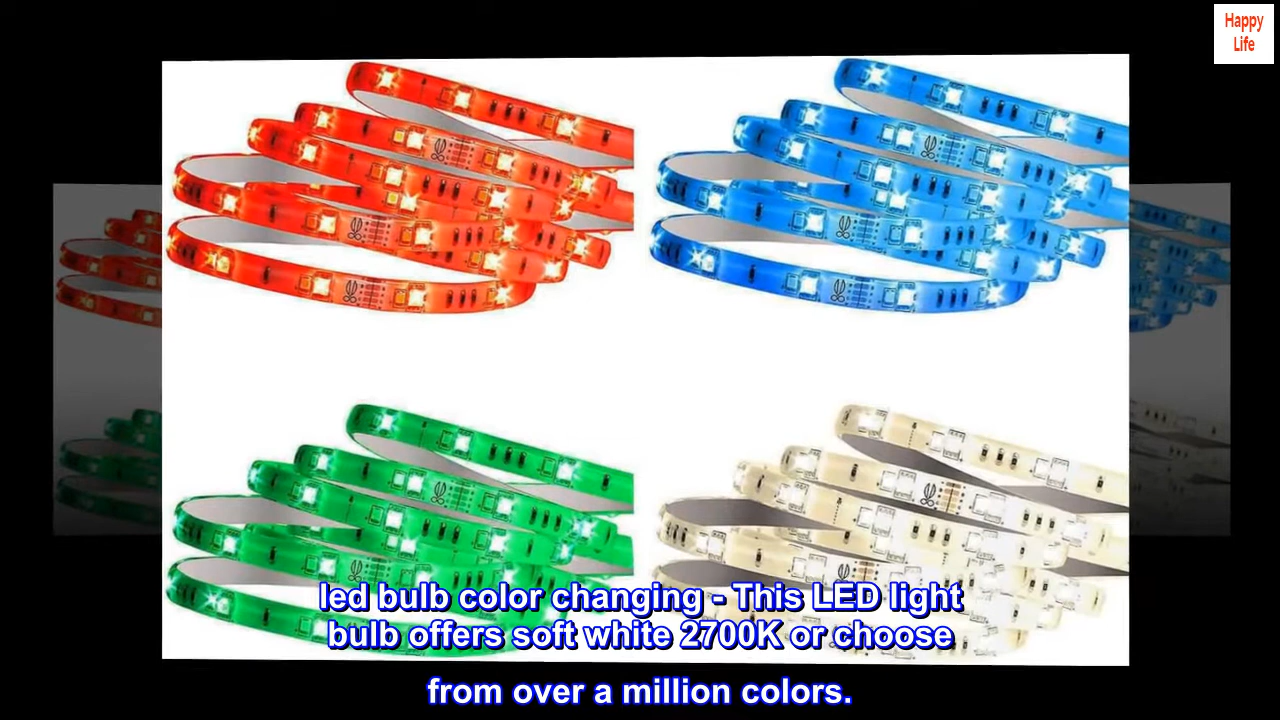 Happy
Life
led bulb color changing - This LED light
bulb offers soft white 2700K or choose
from over a million colors.